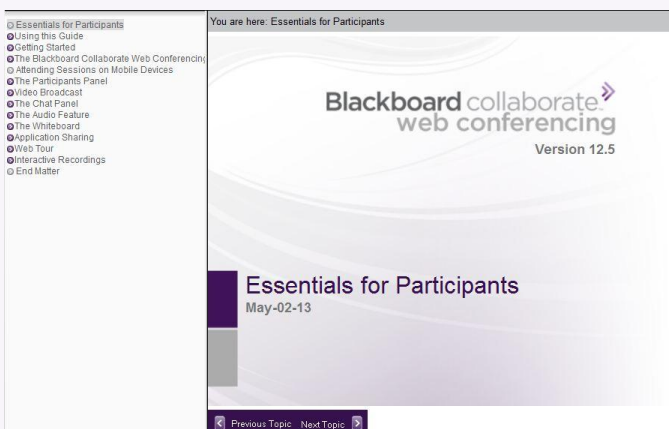 Essentials for Participants
Using this Guide
Getting Started
The Blackboard Collaborate Web Conferencing
Attending Sessions on Mobile Devices
The Participants Panel
Video Broadcast
The Chat Panel
The Audio Feature
The Whiteboard
Application Sharing
Web Tour
Interactive Recordings
End Matter
You are here: Essentials for Participants
Blackboard collaborate™
web conferencing
Version 12.5
Essentials for Participants
May-02-13
Previous Topic Next Topic